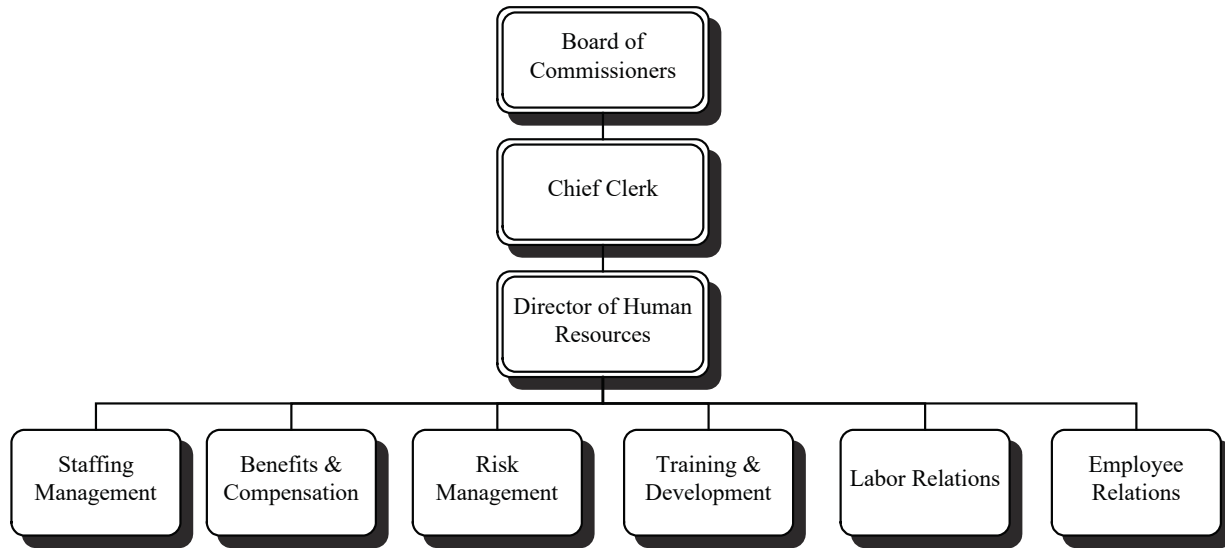 Board of
Commissioners
Chief Clerk
Director of Human
Resources
Staffing
Management
Benefits &
Compensation
Risk
Management
Training &
Development
Labor Relations
Employee
Relations